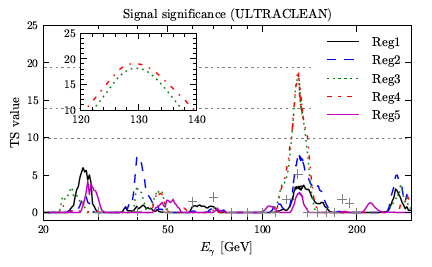 Signal significance (ULTRACLEAN)
TS value
25
20
15
10
5
0
25
20
15
10
120
130
140
Reg1
Reg2
Reg3
Reg4
Reg5
20
50
100
200
Eγ [GeV]